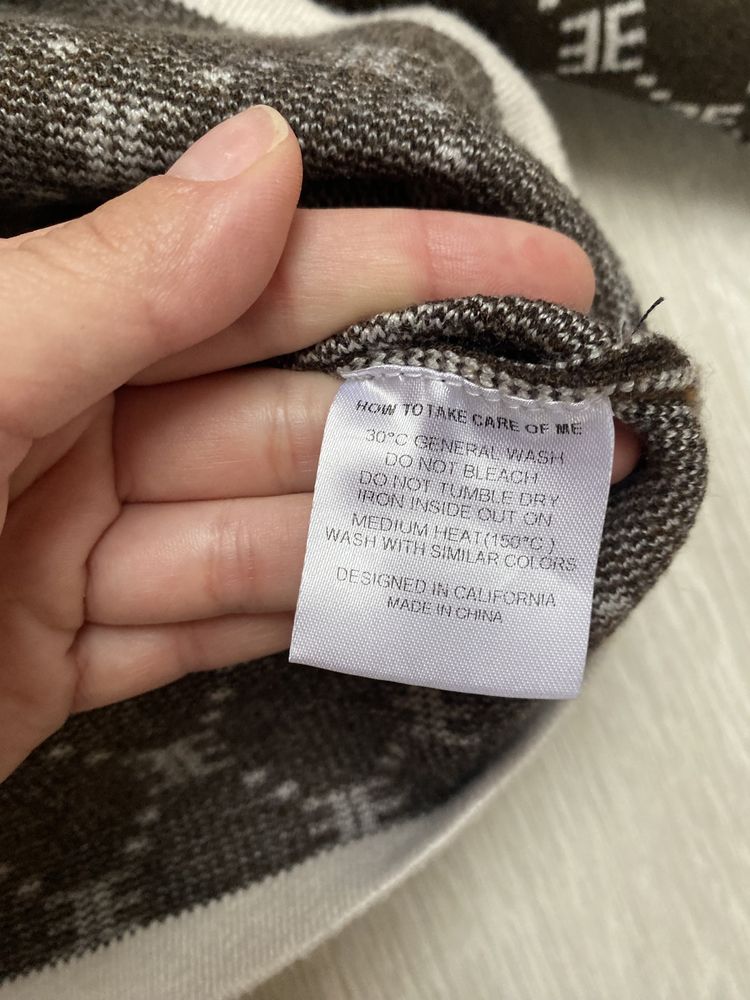 HOW TO TAKE CARE OF ME
30°C GENERAL WASH
DO NOT BLEACH
DO NOT TUMBLE DRY
IRON INSIDE OUT ON
MEDIUM HEAT(150°C )
WASH WITH SIMILAR COLORS
DESIGNED IN CALIFORNIA
MADE IN CHINA